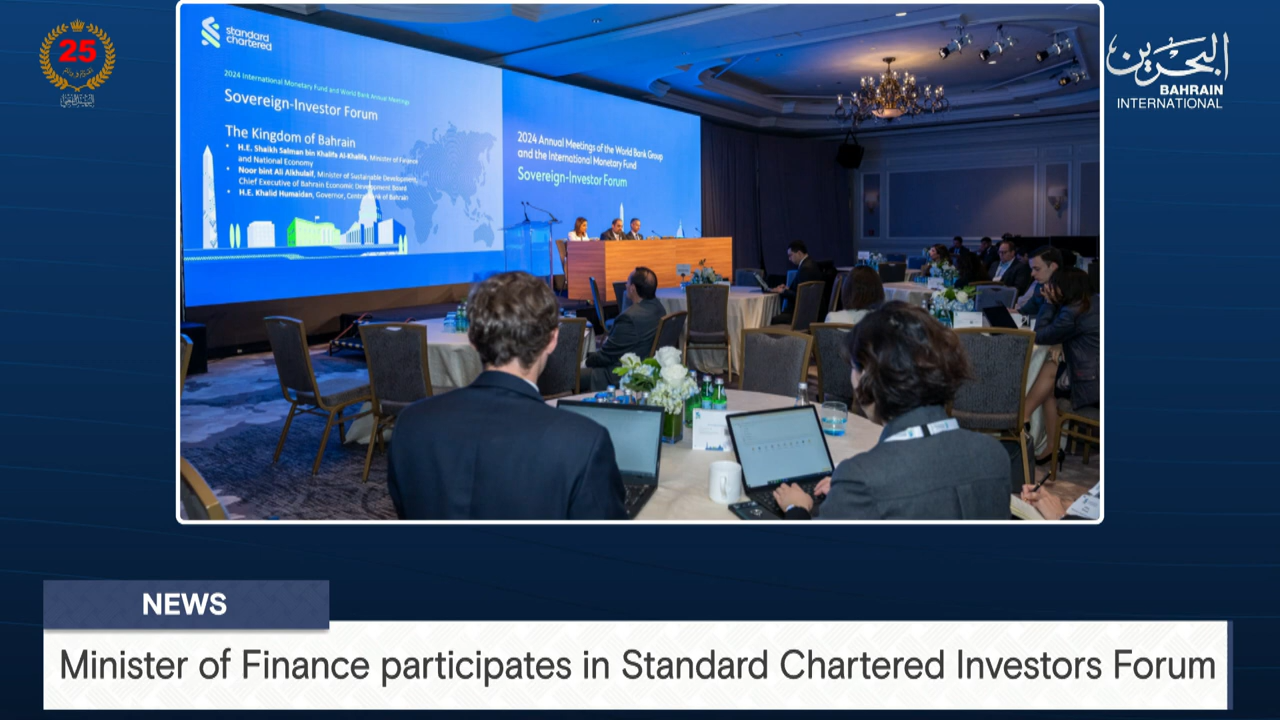 25
standard
chartered
2024 International Monetary Fund and World Bank Annual Meetings
Sovereign-Investor Forum
The Kingdom of Bahrain
• H.E. Shaikh Salman bin Khalifa Al-Khalifa, Minister of Finance
and National Economy
• Noor bint Ali Alkhulaif, Minister of Sustainable Development,
Chief Executive of Bahrain Economic Development Board
• H.E. Khalid Humaidan, Governor, Central Bank of Bahrain
2024 Annual Meetings of the World Bank Group
and the International Monetary Fund
Sovereign-Investor Forum
البحرين
BAHRAIN
INTERNATIONAL
NEWS
Minister of Finance participates in Standard Chartered Investors Forum